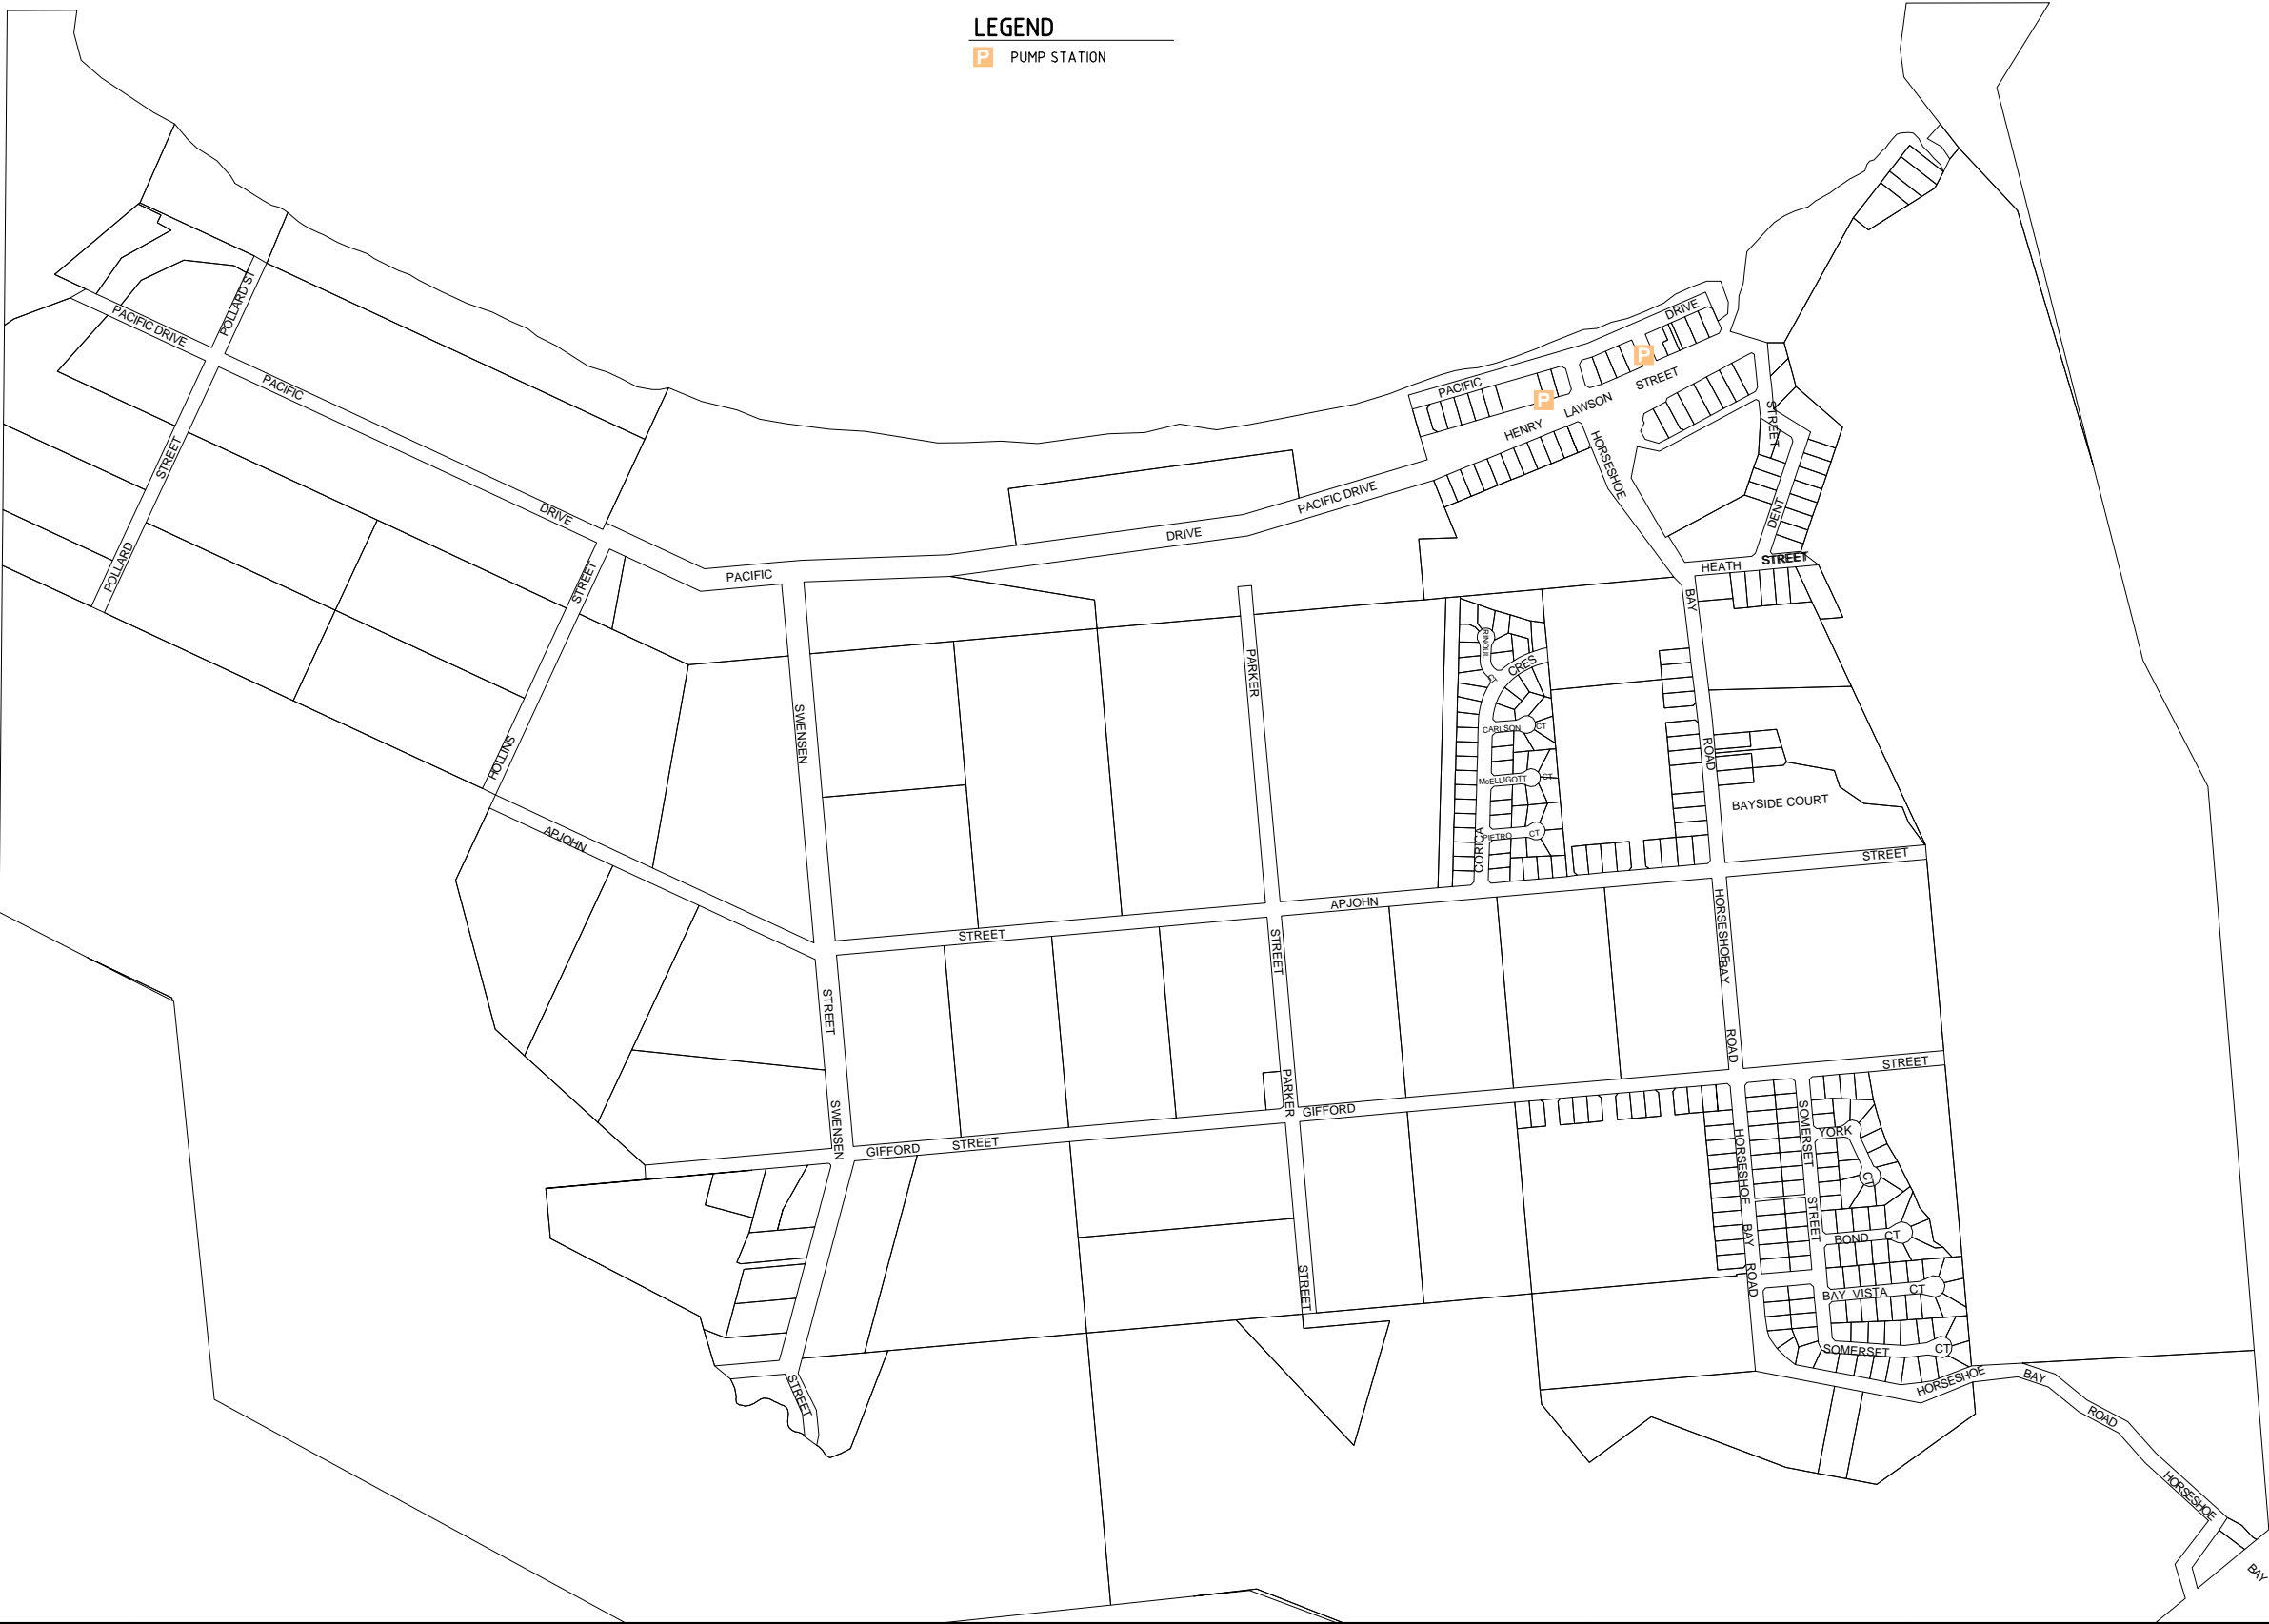 LEGEND
P PUMP STATION
POLLARD ST
PACIFIC DRIVE
PACIFIC
DRIVE
POLLARD
STREET
HOLLINS
STREET
PACIFIC
DRIVE
PACIFIC DRIVE
PACIFIC
DRIVE
P
P
HENRY
LAWSON
STREET
HORSESHOE
BAY
ROAD
STREET
DENT
HEATH
STREET
SWENSEN
PARKER
RINGUIL
CT
CRES
CARLSON
CT
McELLIGOTT
CT
PIETRO
CT
CORICA
BAYSIDE COURT
APJOHN
STREET
APJOHN
STREET
STREET
STREET
HORSESHOE
BAY
ROAD
SWENSEN
PARKER
GIFFORD
STREET
GIFFORD
STREET
STREET
STREET
HORSESHOE
BAY
ROAD
SOMERSET
STREET
YORK
CT
BOND
CT
BAY VISTA
CT
SOMERSET
CT
HORSESHOE
BAY
ROAD
HORSESHOE
BAY